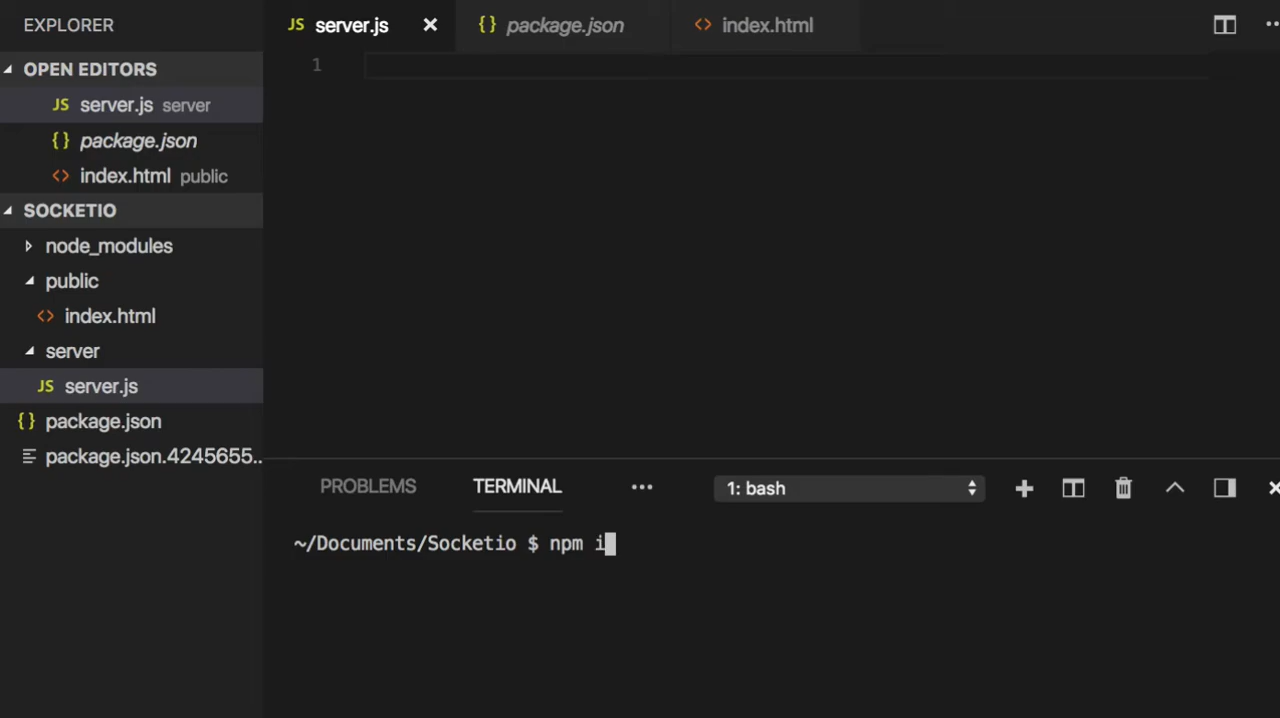 EXPLORER
JS server.js
{ } package.json
<> index.html
OPEN EDITORS
JS server.js server
{ } package.json
<> index.html public
SOCKETIO
node_modules
public
<> index.html
server
JS server.js
{ } package.json
package.json.4245655..
1
PROBLEMS TERMINAL ... 1: bash
~/Documents/Socketio $ npm i